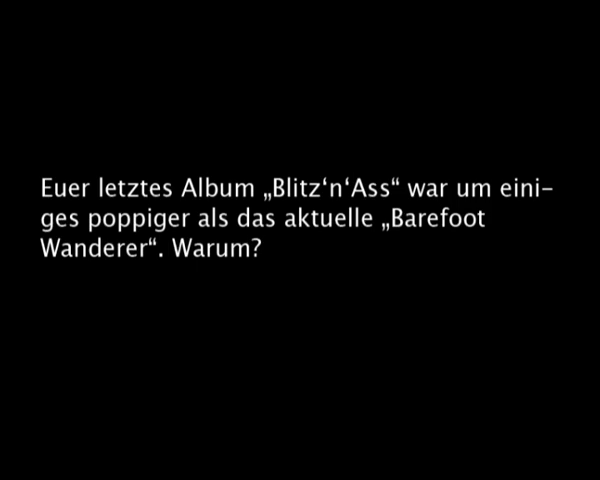 Euer letztes Album „Blitz‘n‘Ass“ war um eini-
ges poppiger als das aktuelle „Barefoot
Wanderer“. Warum?